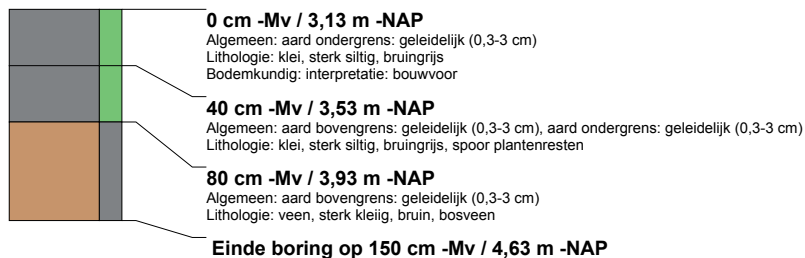 0 cm -Mv / 3,13 m -NAP
Algemeen: aard ondergrens: geleidelijk (0,3-3 cm)
Lithologie: klei, sterk siltig, bruingrijs
Bodemkundig: interpretatie: bouwvoor
40 cm -Mv / 3,53 m -NAP
Algemeen: aard bovengrens: geleidelijk (0,3-3 cm), aard ondergrens: geleidelijk (0,3-3 cm)
Lithologie: klei, sterk siltig, bruingrijs, spoor plantenresten
80 cm -Mv / 3,93 m -NAP
Algemeen: aard bovengrens: geleidelijk (0,3-3 cm)
Lithologie: veen, sterk kleiig, bruin, bosveen
Einde boring op 150 cm -Mv / 4,63 m -NAP